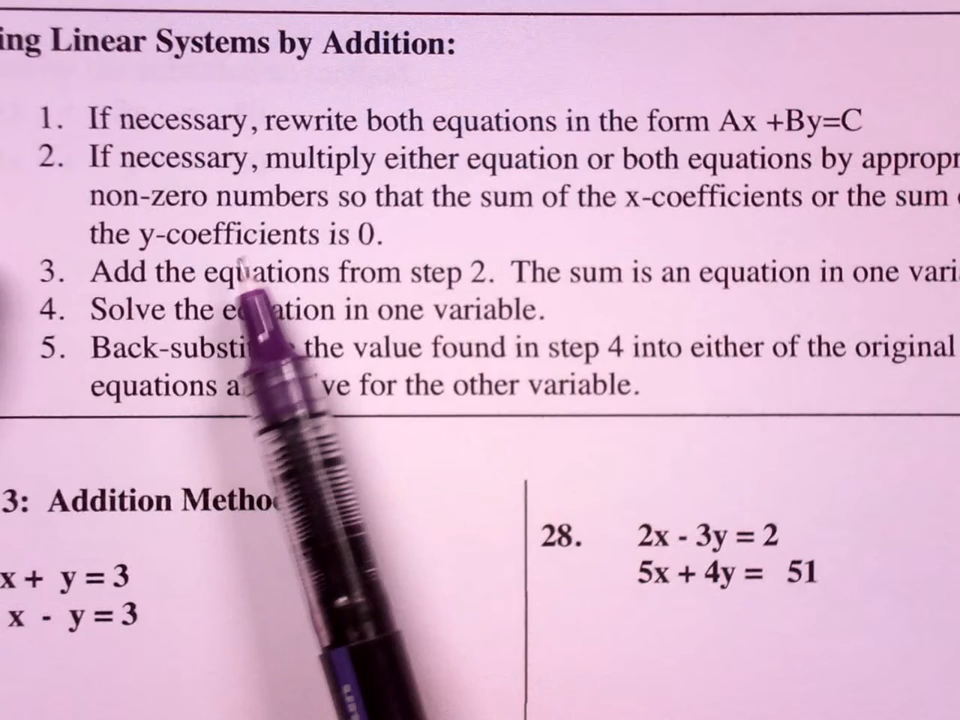 ing Linear Systems by Addition:
1. If necessary, rewrite both equations in the form Ax +By=C
2. If necessary, multiply either equation or both equations by appropr
non-zero numbers so that the sum of the x-coefficients or the sum
the y-coefficients is 0.
3. Add the equations from step 2. The sum is an equation in one vari
4. Solve the equation in one variable.
5. Back-substi the value found in step 4 into either of the original
equations a ve for the other variable.
3: Addition Metho
x + y = 3
x - y = 3
28. 2x - 3y = 2
5x + 4y = 51